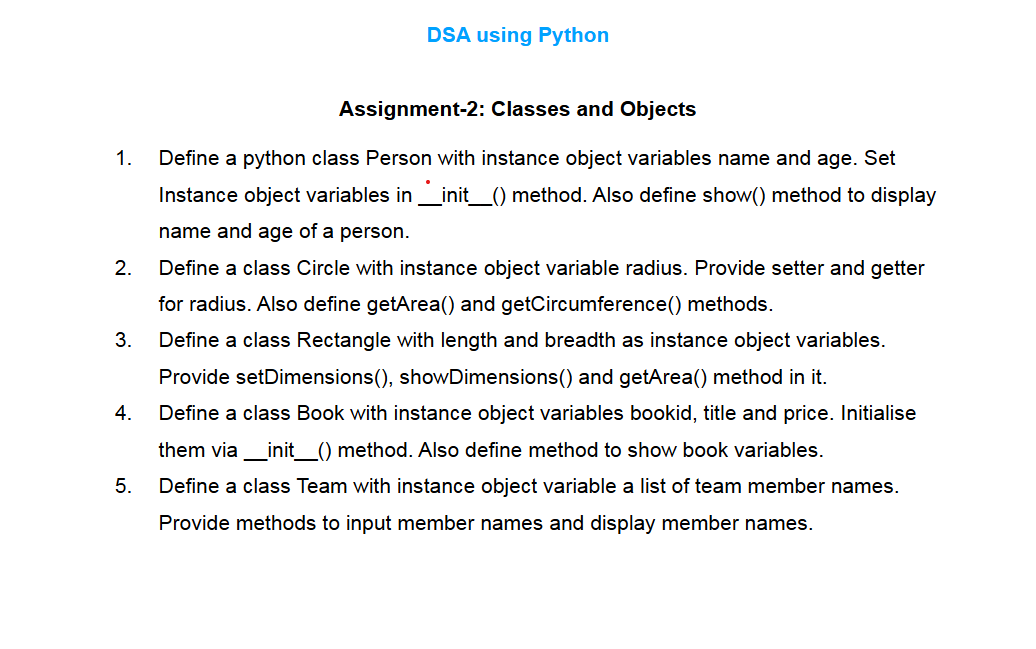 DSA using Python
Assignment-2: Classes and Objects
1. Define a python class Person with instance object variables name and age. Set
Instance object variables in __init__() method. Also define show() method to display
name and age of a person.
2. Define a class Circle with instance object variable radius. Provide setter and getter
for radius. Also define getArea() and getCircumference() methods.
3. Define a class Rectangle with length and breadth as instance object variables.
Provide setDimensions(), showDimensions() and getArea() method in it.
4. Define a class Book with instance object variables bookid, title and price. Initialise
them via __init__() method. Also define method to show book variables.
5. Define a class Team with instance object variable a list of team member names.
Provide methods to input member names and display member names.